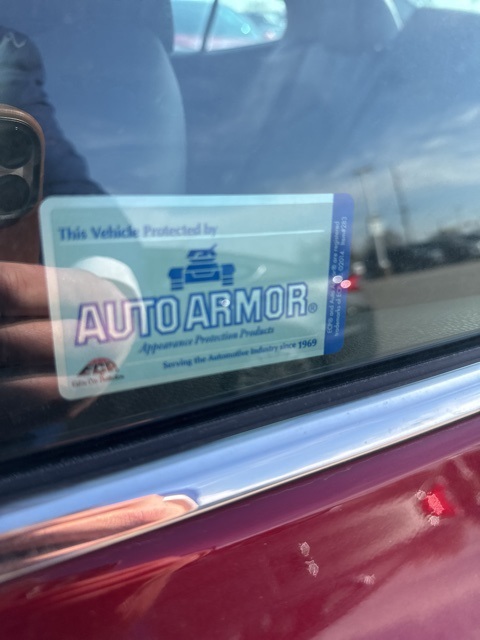 This Vehicle Protected by
AUTO ARMOR®
Appearance Protection Products
Serving the Automotive Industry since 1969